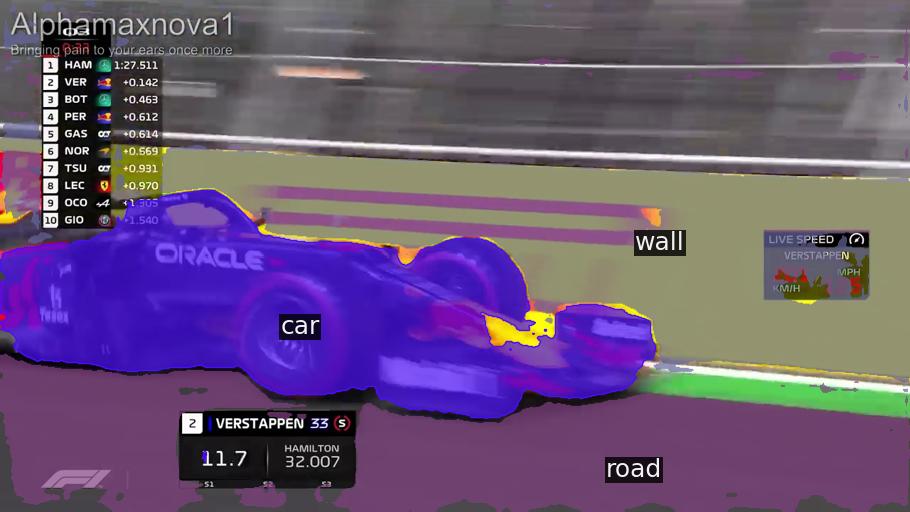 Alphamaxnova1
Bringing pain to your ears once more
1 HAM 1:27.511
2 VER +0.142
3 BOT +0.463
4 PER +0.612
5 GAS +0.614
6 NOR +0.669
7 TSU +0.931
8 LEC +0.970
9 OCO +1.305
10 GIO +1.540
ORACLE
wall
LIVE SPEED
VERSTAPPEN
MPH
KM/H
car
2 VERSTAPPEN 33 S
11.7
HAMILTON
32.007
S1 S2 S3
road
F1